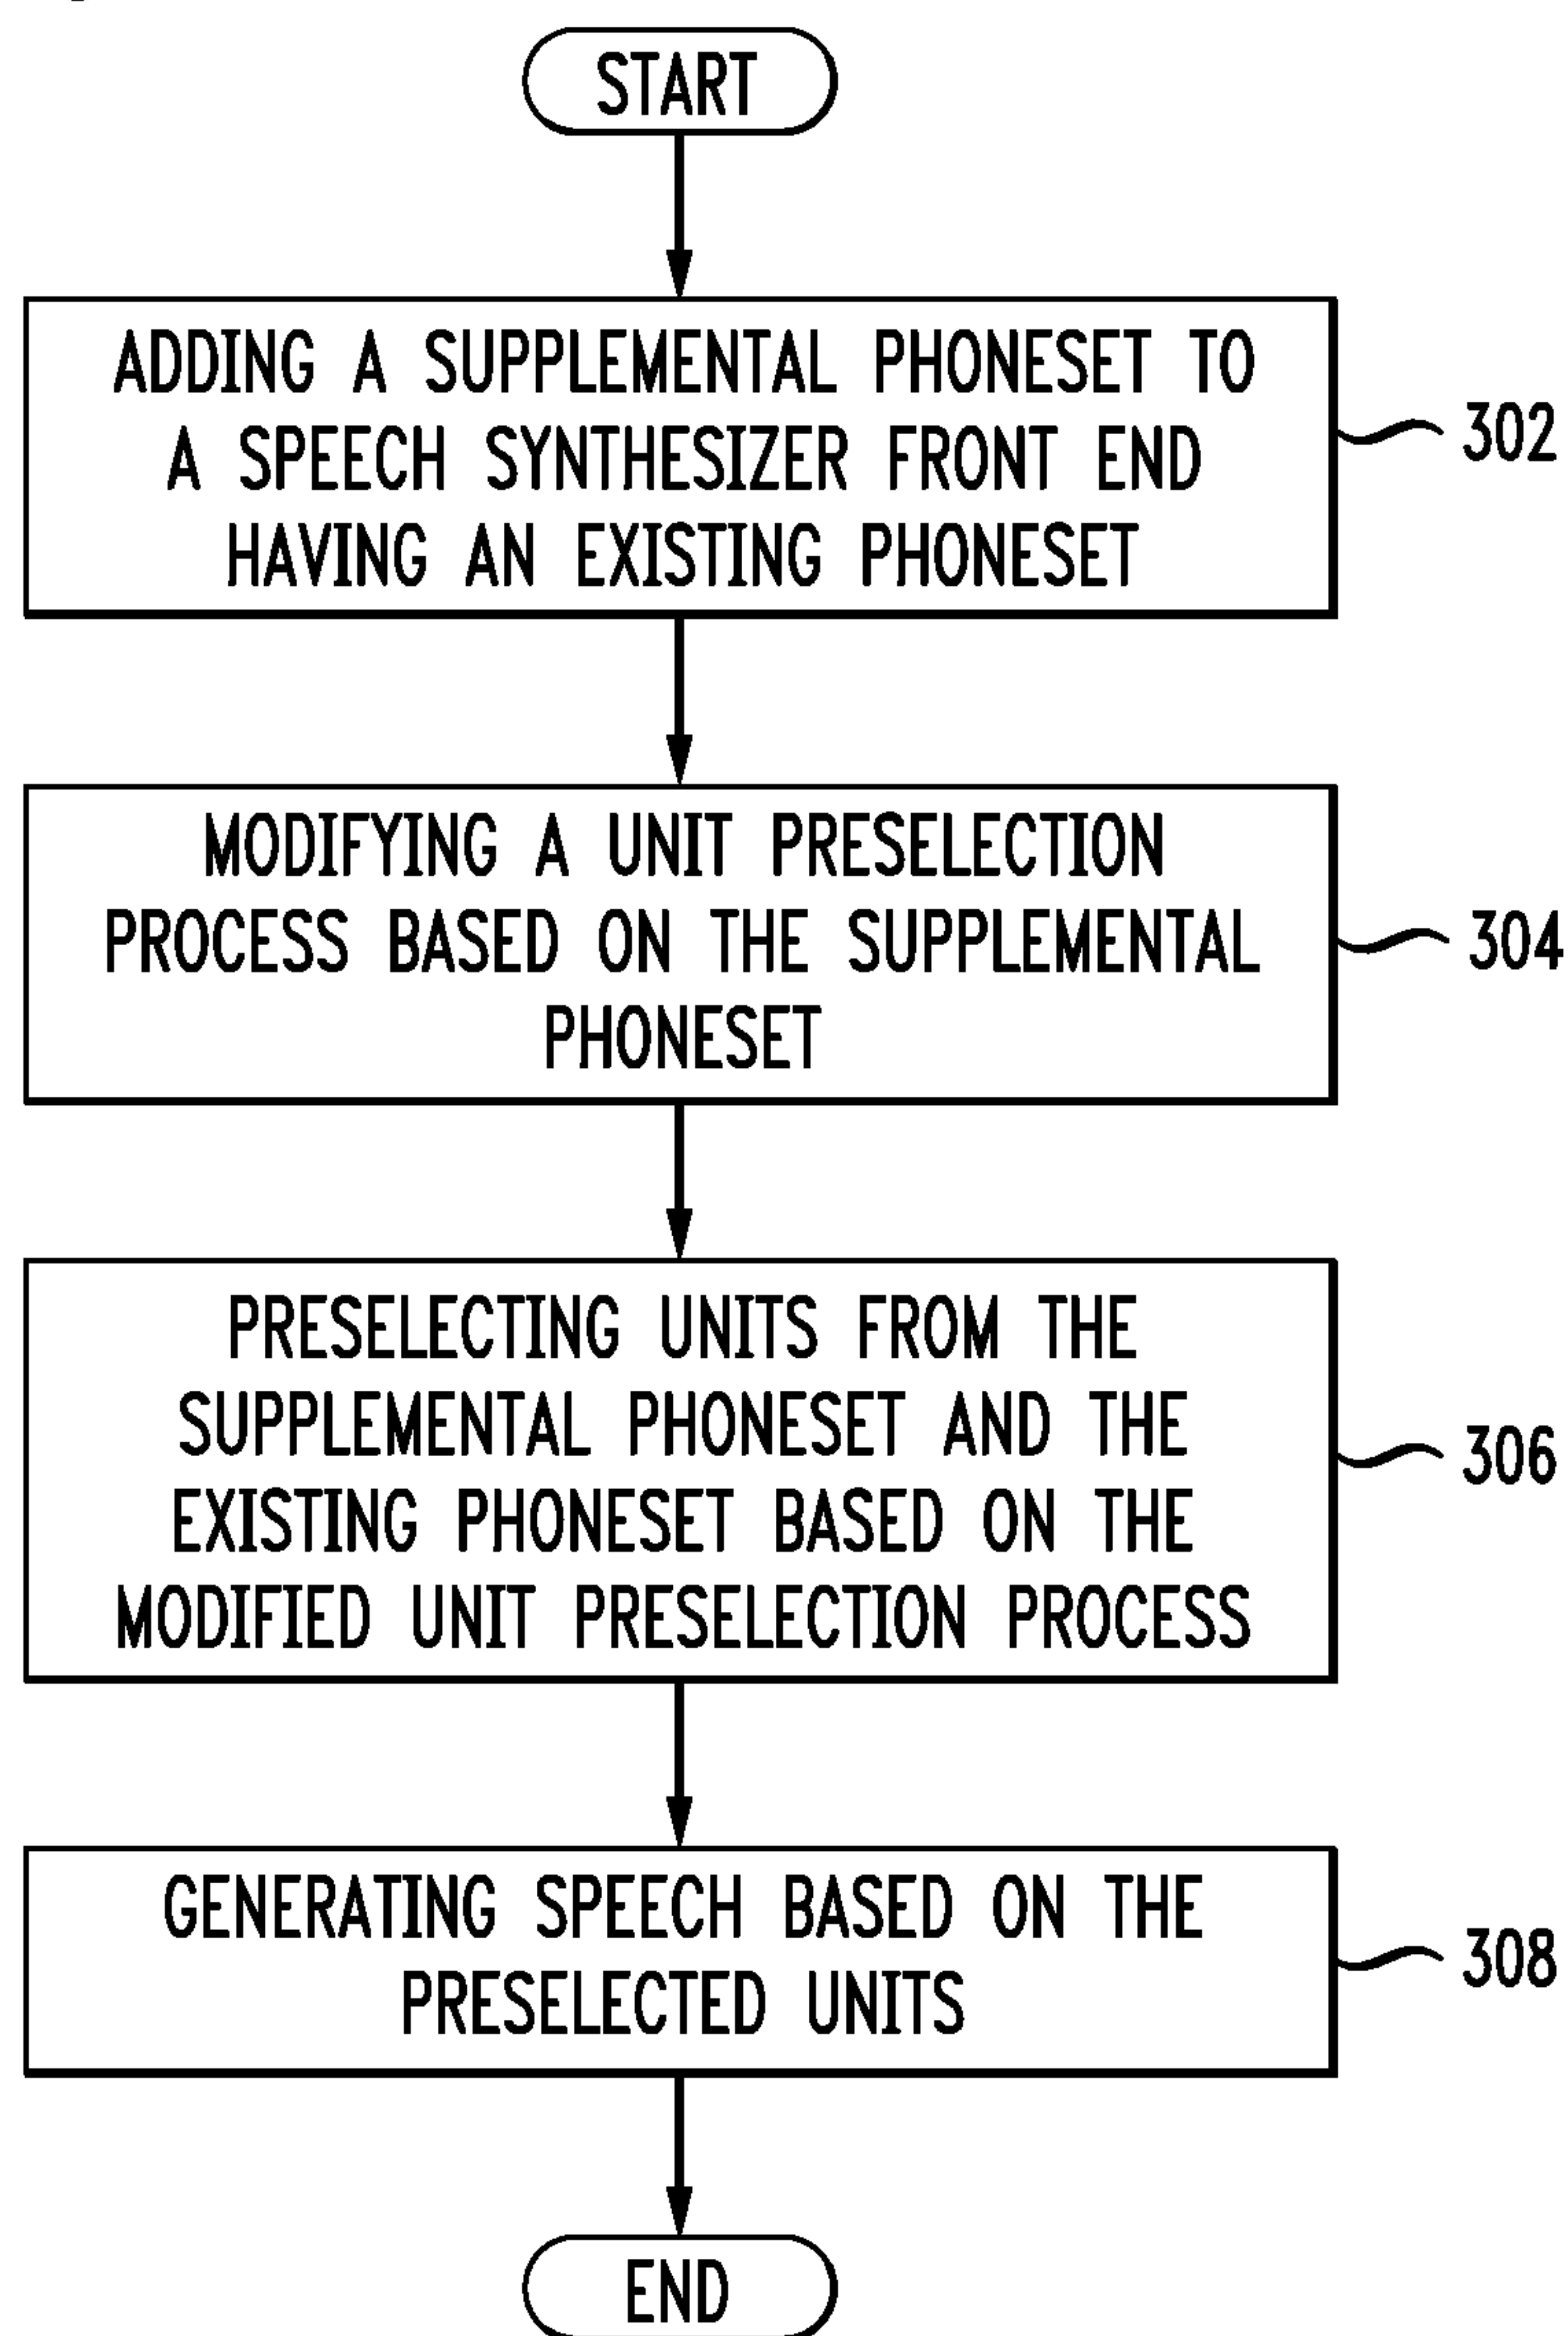 START
ADDING A SUPPLEMENTAL PHONESET TO
A SPEECH SYNTHESIZER FRONT END
HAVING AN EXISTING PHONESET
302
MODIFYING A UNIT PRESELECTION
PROCESS BASED ON THE SUPPLEMENTAL
PHONESET
304
PRESELECTING UNITS FROM THE
SUPPLEMENTAL PHONESET AND THE
EXISTING PHONESET BASED ON THE
MODIFIED UNIT PRESELECTION PROCESS
306
GENERATING SPEECH BASED ON THE
PRESELECTED UNITS
308
END